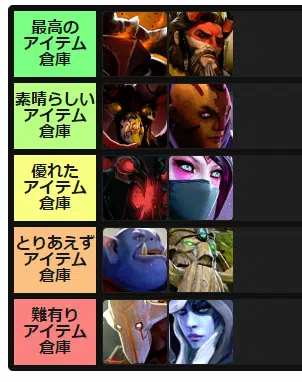 最高の
アイテム
倉庫
素晴らしい
アイテム
倉庫
優れた
アイテム
倉庫
とりあえず
アイテム
倉庫
難有り
アイテム
倉庫